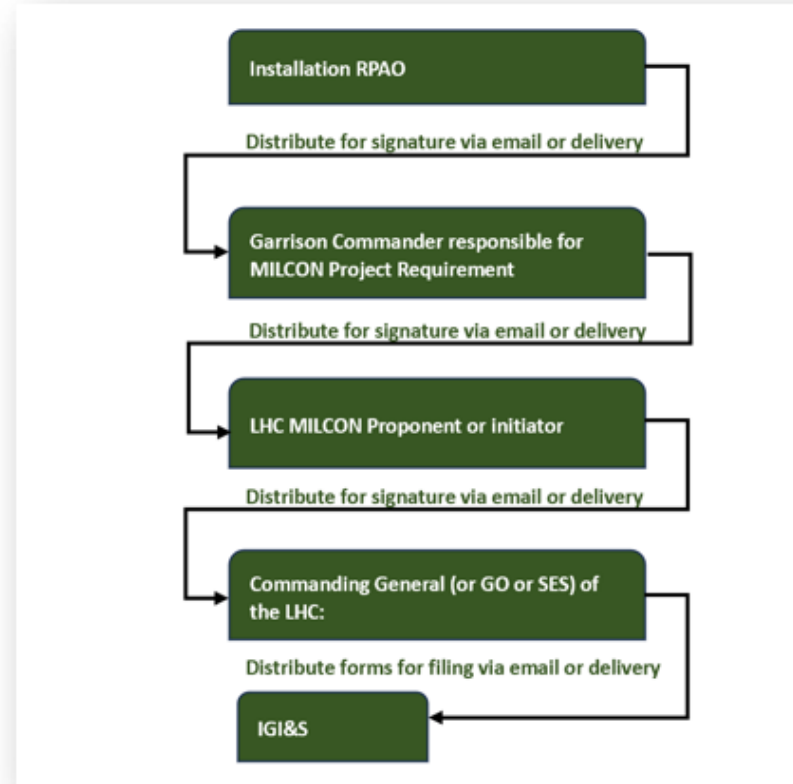 Installation RPAO
Distribute for signature via email or delivery
Garrison Commander responsible for
MILCON Project Requirement
Distribute for signature via email or delivery
LHC MILCON Proponent or initiator
Distribute for signature via email or delivery
Commanding General (or GO or SES) of
the LHC:
Distribute forms for filing via email or delivery
IGI&S